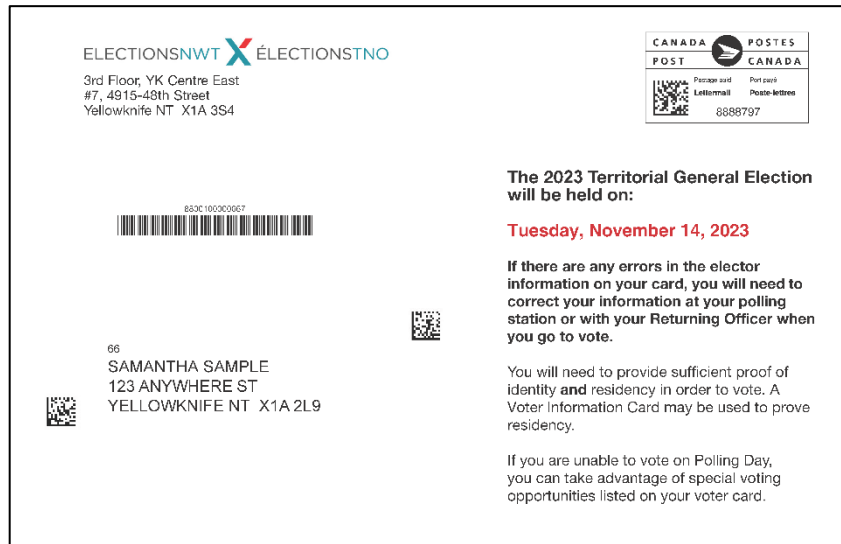 ELECTIONSNWT ÉLECTIONSTNO
3rd Floor, YK Centre East
#7, 4915-48th Street
Yellowknife NT X1A 3S4
CANADA POSTES
POST CANADA
Postage paid Port payé
Lettermail Poste-lettres
8888797
The 2023 Territorial General Election
will be held on:
Tuesday, November 14, 2023
If there are any errors in the elector
information on your card, you will need to
correct your information at your polling
station or with your Returning Officer when
you go to vote.
You will need to provide sufficient proof of
identity and residency in order to vote. A
Voter Information Card may be used to prove
residency.
If you are unable to vote on Polling Day,
you can take advantage of special voting
opportunities listed on your voter card.
66
SAMANTHA SAMPLE
123 ANYWHERE ST
YELLOWKNIFE NT X1A 2L9